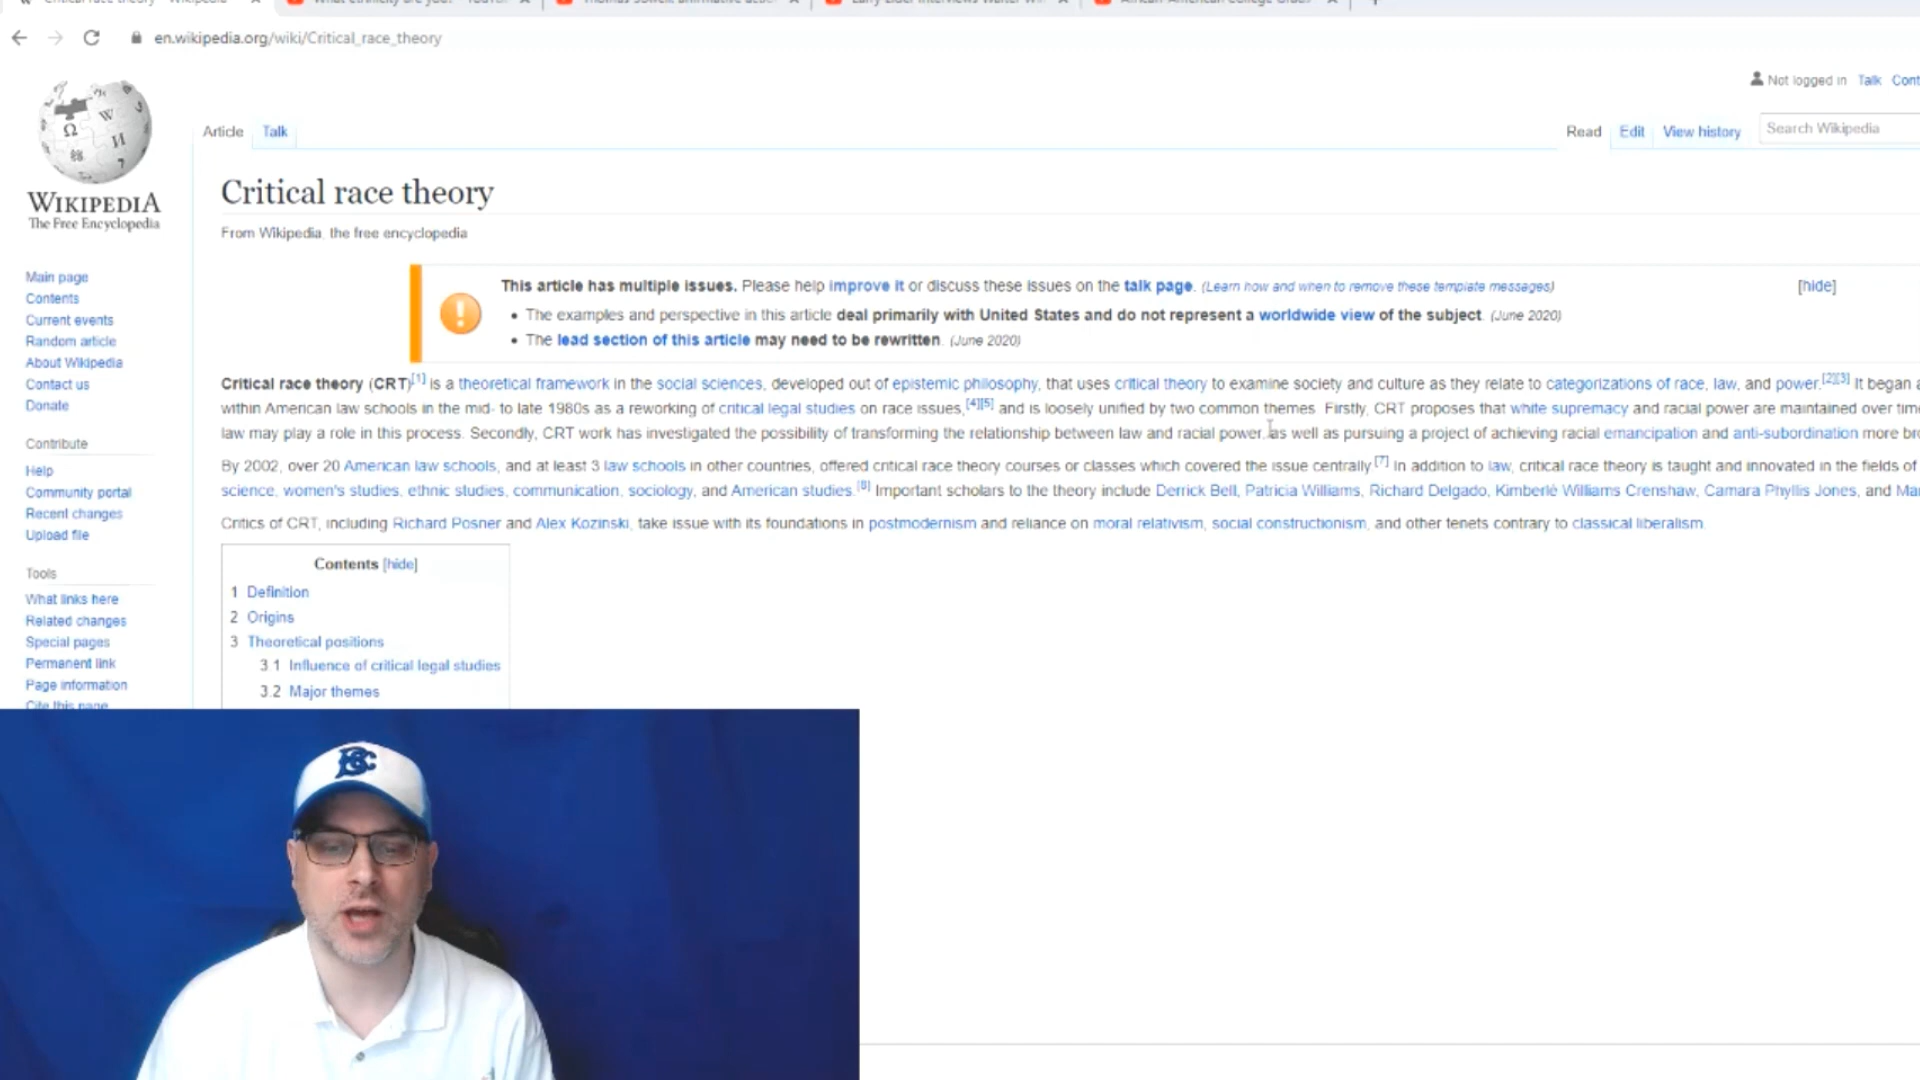 en.wikipedia.org/wiki/Critical_race_theory
Not logged in Talk Cont
Article Talk
Read Edit View history Search Wikipedia
WIKIPEDIA
The Free Encyclopedia
Critical race theory
From Wikipedia, the free encyclopedia
Main page
Contents
Current events
Random article
About Wikipedia
Contact us
Donate
Contribute
Help
Community portal
Recent changes
Upload file
Tools
What links here
Related changes
Special pages
Permanent link
Page information
Cite this page
This article has multiple issues. Please help improve it or discuss these issues on the talk page. (Learn how and when to remove these template messages) [hide]
• The examples and perspective in this article deal primarily with United States and do not represent a worldwide view of the subject. (June 2020)
• The lead section of this article may need to be rewritten. (June 2020)
Critical race theory (CRT)[1] is a theoretical framework in the social sciences, developed out of epistemic philosophy, that uses critical theory to examine society and culture as they relate to categorizations of race, law, and power.[2][3] It began a
within American law schools in the mid- to late 1980s as a reworking of critical legal studies on race issues,[4][5] and is loosely unified by two common themes. Firstly, CRT proposes that white supremacy and racial power are maintained over tim
law may play a role in this process. Secondly, CRT work has investigated the possibility of transforming the relationship between law and racial power, as well as pursuing a project of achieving racial emancipation and anti-subordination more bro
By 2002, over 20 American law schools, and at least 3 law schools in other countries, offered critical race theory courses or classes which covered the issue centrally.[7] In addition to law, critical race theory is taught and innovated in the fields of
science, women's studies, ethnic studies, communication, sociology, and American studies.[8] Important scholars to the theory include Derrick Bell, Patricia Williams, Richard Delgado, Kimberlé Williams Crenshaw, Camara Phyllis Jones, and Mar
Critics of CRT, including Richard Posner and Alex Kozinski, take issue with its foundations in postmodernism and reliance on moral relativism, social constructionism, and other tenets contrary to classical liberalism.
Contents [hide]
1 Definition
2 Origins
3 Theoretical positions
3.1 Influence of critical legal studies
3.2 Major themes